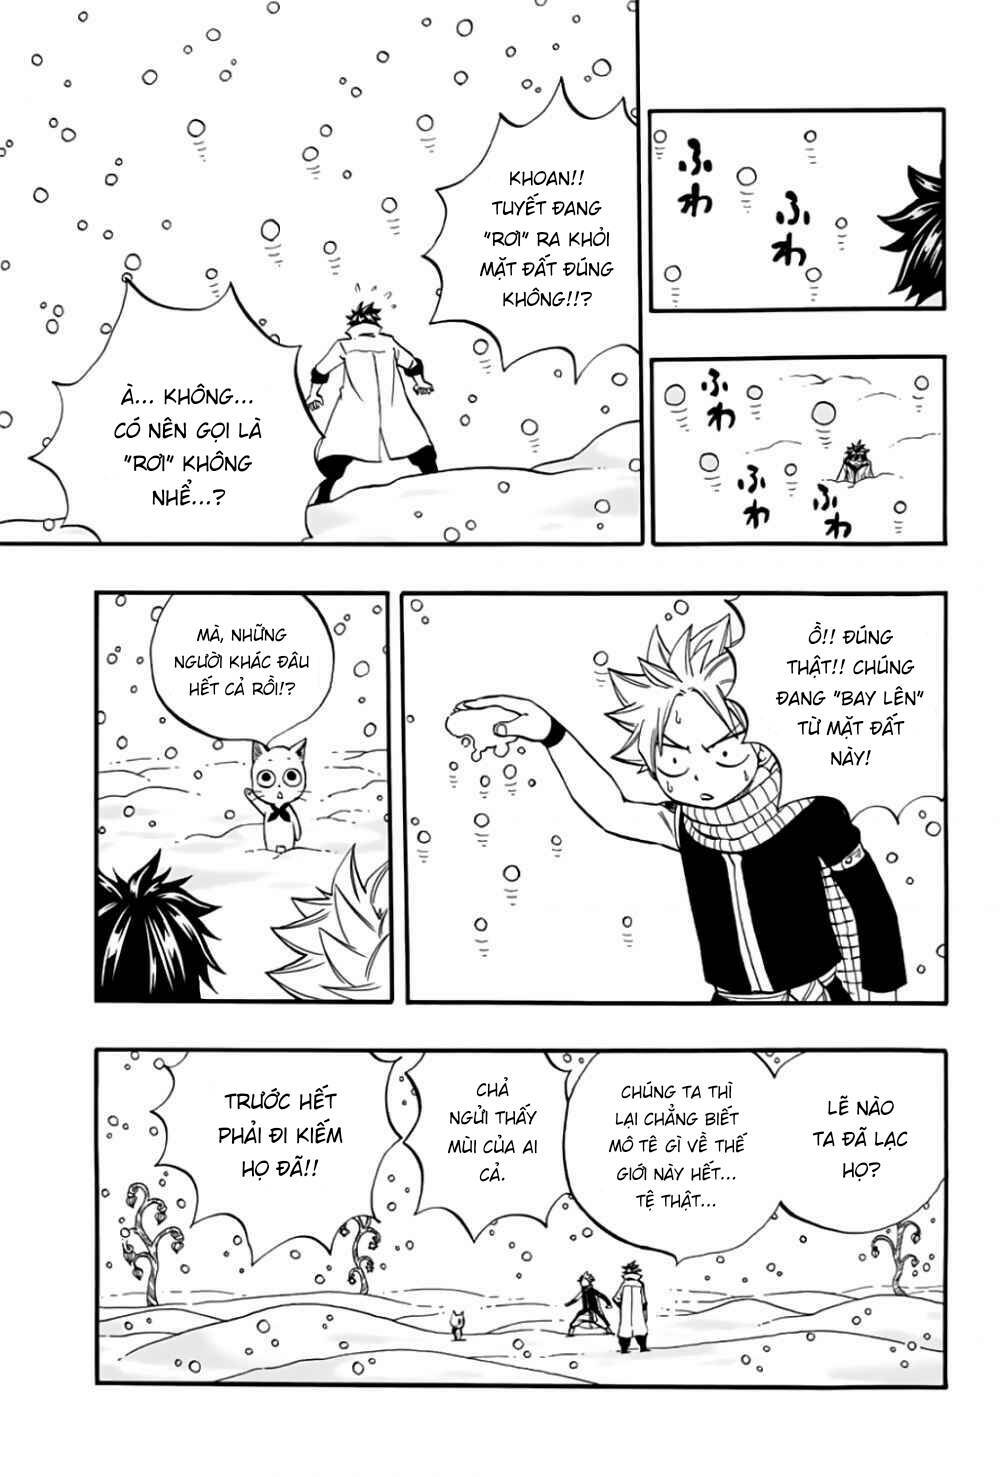 ふわ
ふわ
ふわ
ふわ
ふわ
KHOAN!!
TUYẾT ĐANG
"RƠI" RA KHỎI
MẶT ĐẤT ĐÚNG
KHÔNG!!?
À... KHÔNG...
CÓ NÊN GỌI LÀ
"RƠI" KHÔNG
NHỂ...?
Ồ!! ĐÚNG
THẬT!! CHÚNG
ĐANG "BAY LÊN"
TỪ MẶT ĐẤT
NÀY!
MÀ, NHỮNG
NGƯỜI KHÁC ĐÂU
HẾT CẢ RỒI!?
LẼ NÀO
TA ĐÃ LẠC
HỌ?
CHÚNG TA THÌ
LẠI CHẲNG BIẾT
MÔ TÊ GÌ VỀ THẾ
GIỚI NÀY HẾT...
TỆ THẬT...
CHẢ
NGỬI THẤY
MÙI CỦA AI
CẢ.
TRƯỚC HẾT
PHẢI ĐI KIẾM
HỌ ĐÃ!!